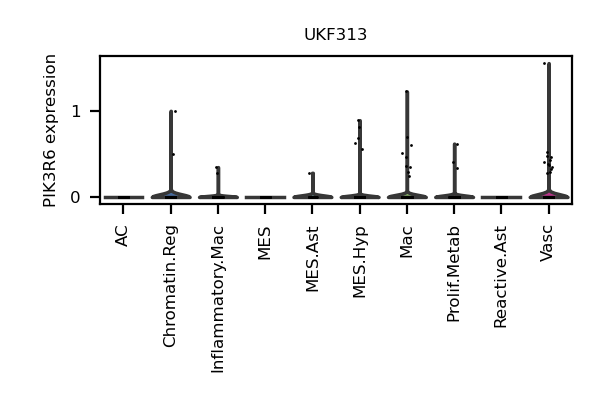 UKF313
PIK3R6 expression
1
0
AC
Chromatin.Reg
Inflammatory.Mac
MES
MES.Ast
MES.Hyp
Mac
Prolif.Metab
Reactive.Ast
Vasc